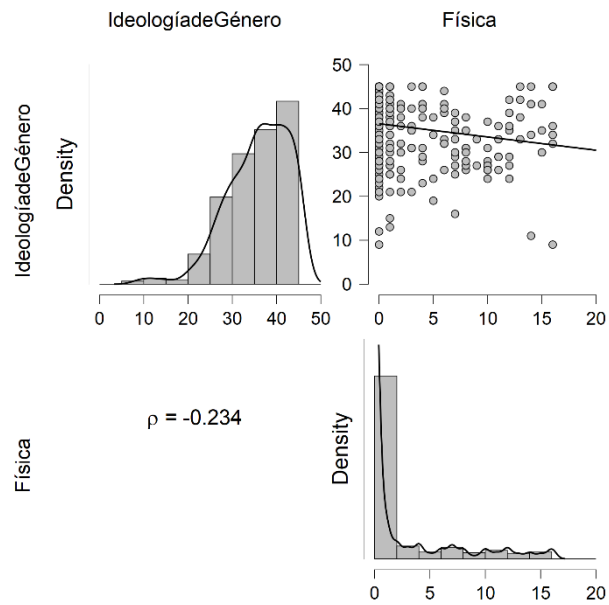 IdeologíadeGénero Física
IdeologíadeGénero
Density
0 10 20 30 40 50
50
40
30
20
10
0
0 5 10 15 20
Física
ρ = -0.234
Density
0 5 10 15 20